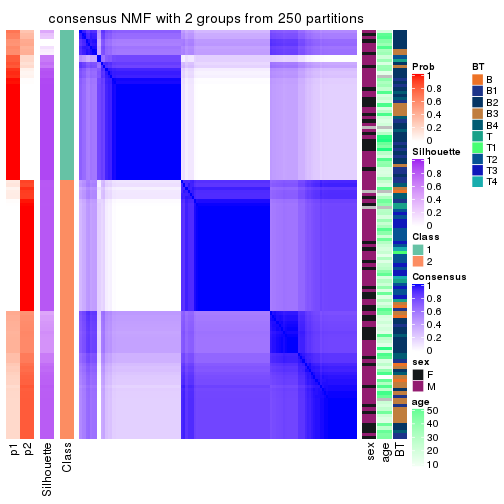 consensus NMF with 2 groups from 250 partitions
Prob
1
0.8
0.6
0.4
0.2
0
Silhouette
1
0.8
0.6
0.4
0.2
0
Class
1
2
Consensus
1
0.8
0.6
0.4
0.2
0
sex
F
M
age
50
40
30
20
10
BT
B
B1
B2
B3
B4
T
T1
T2
T3
T4
p1
p2
Silhouette
Class
sex
age
BT